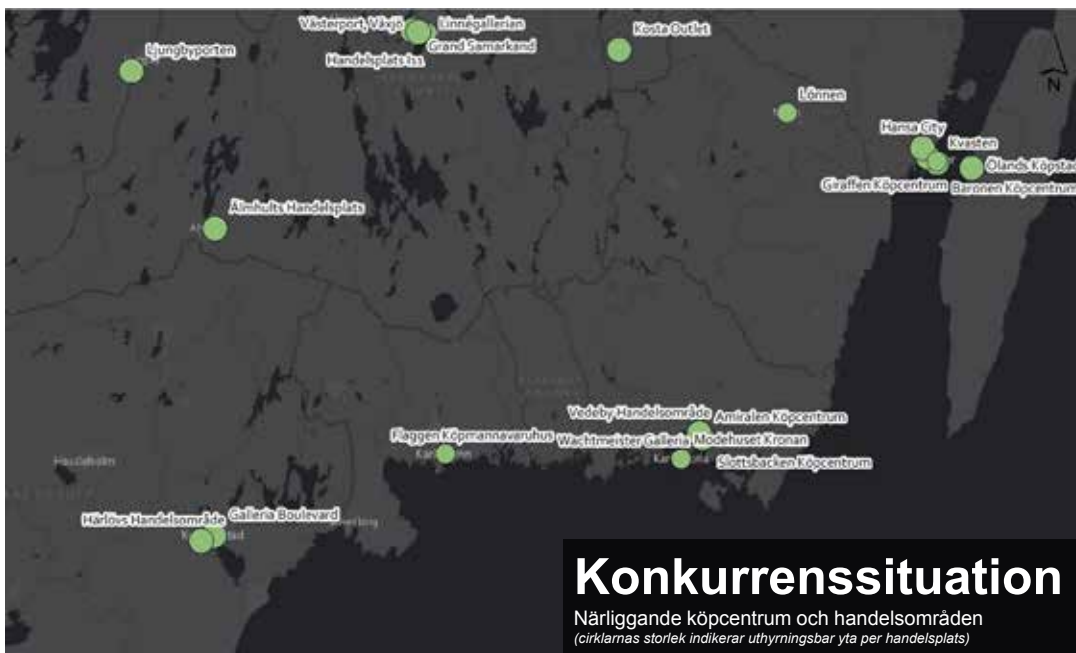 Västerport, Växjö
Linnégallerian
Grand Samarkand
Handelsplats I11
Kosta Outlet
Ljungbyporten
Lönnen
Hansa City
Kvasten
Ölands Köpstad
Giraffen Köpcentrum
Baronen Köpcentrum
Älmhults Handelsplats
Vedeby Handelsområde
Amiralen Köpcentrum
Flaggen Köpmannavaruhus
Wachtmeister Galleria
Modehuset Kronan
Slottsbacken Köpcentrum
Hässleholm
Härlövs Handelsområde
Galleria Boulevard
Konkurrenssituation
Närliggande köpcentrum och handelsområden
(cirklarnas storlek indikerar uthyrningsbar yta per handelsplats)
N